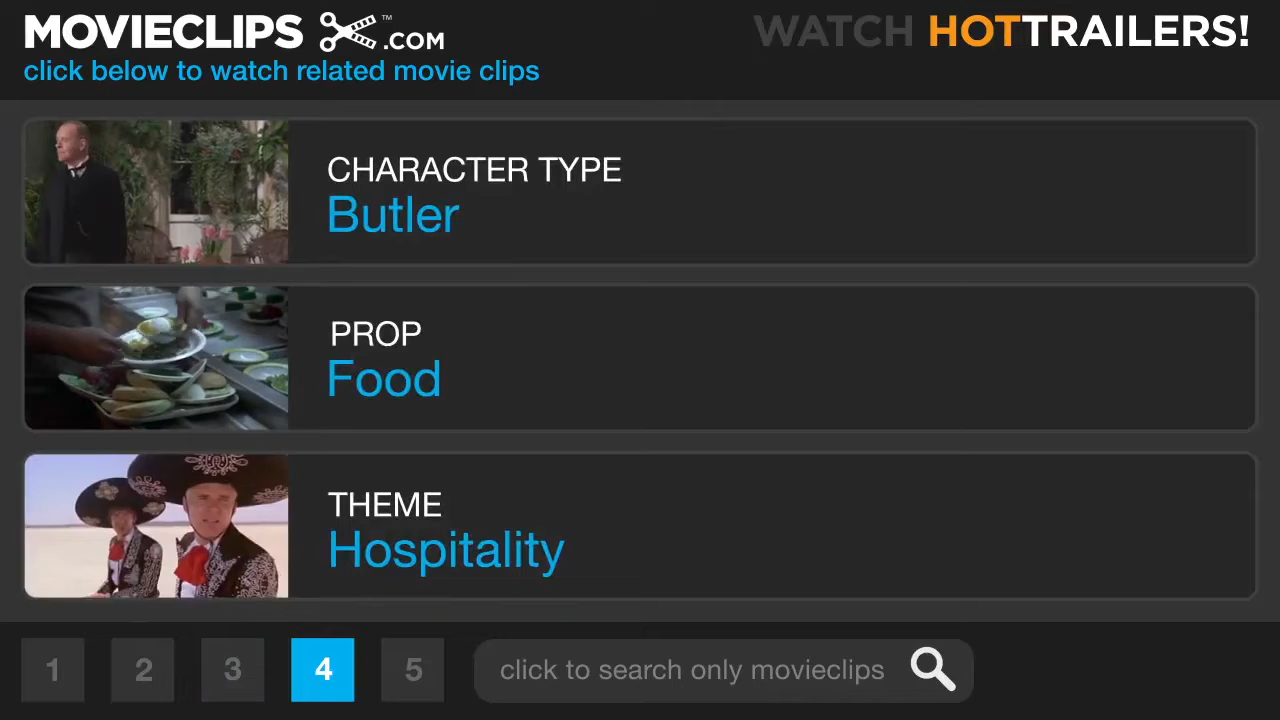 MOVIECLIPS ™ .COM
WATCH HOTTRAILERS!
click below to watch related movie clips
CHARACTER TYPE
Butler
PROP
Food
THEME
Hospitality
1 2 3 4 5 click to search only movieclips